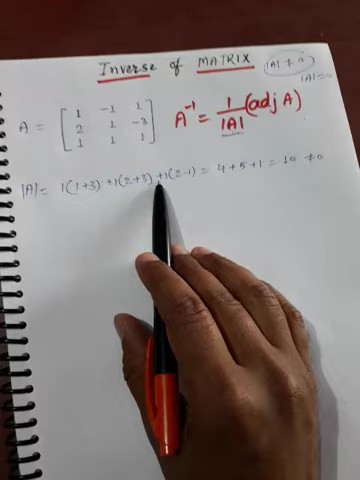 Inverse of MATRIX |A| ≠ 0
|A| = 0
A = [ 1 -1 1
2 1 -3
1 1 1 ]
A⁻¹ = 1/|A| (adj A)
|A| = 1(1+3) +1(2+3) +1(2-1) = 4+5+1 = 10 ≠0